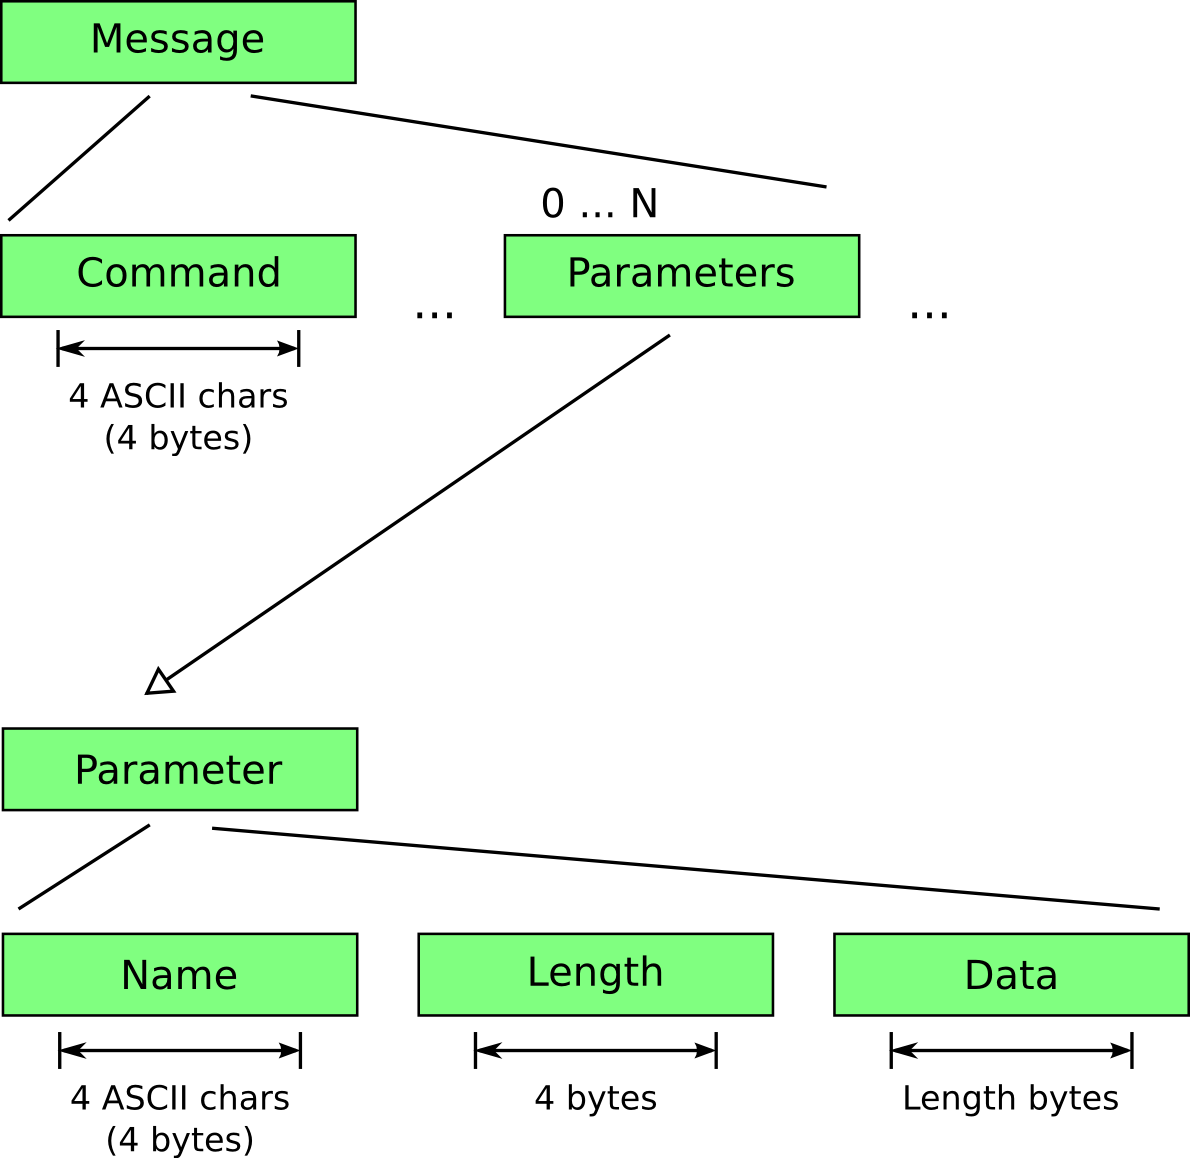 Message
0 ... N
Command
...
Parameters
...
4 ASCII chars
(4 bytes)
Parameter
Name
Length
Data
4 ASCII chars
(4 bytes)
4 bytes
Length bytes